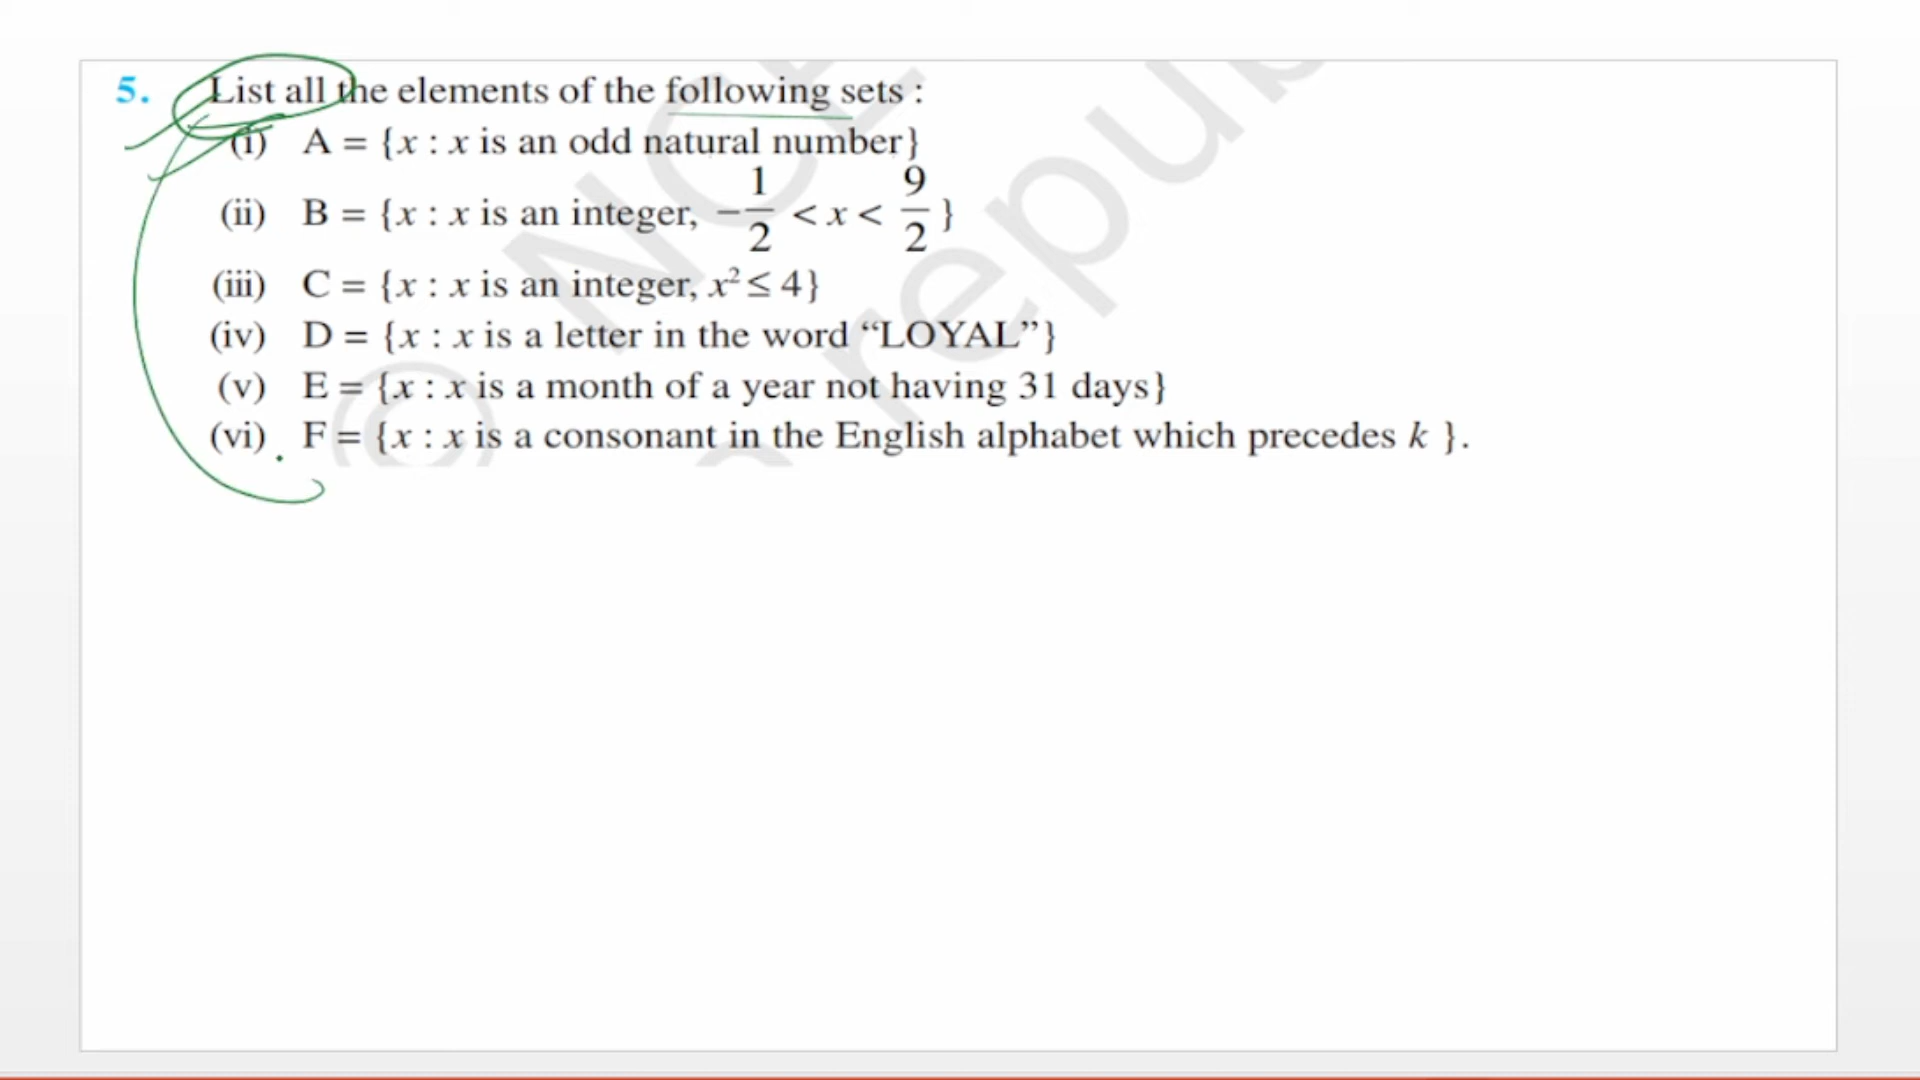 5. List all the elements of the following sets :
(i) A = {x : x is an odd natural number}
(ii) B = {x : x is an integer, -1/2 < x < 9/2 }
(iii) C = {x : x is an integer, x² ≤ 4}
(iv) D = {x : x is a letter in the word “LOYAL”}
(v) E = {x : x is a month of a year not having 31 days}
(vi) F = {x : x is a consonant in the English alphabet which precedes k }.